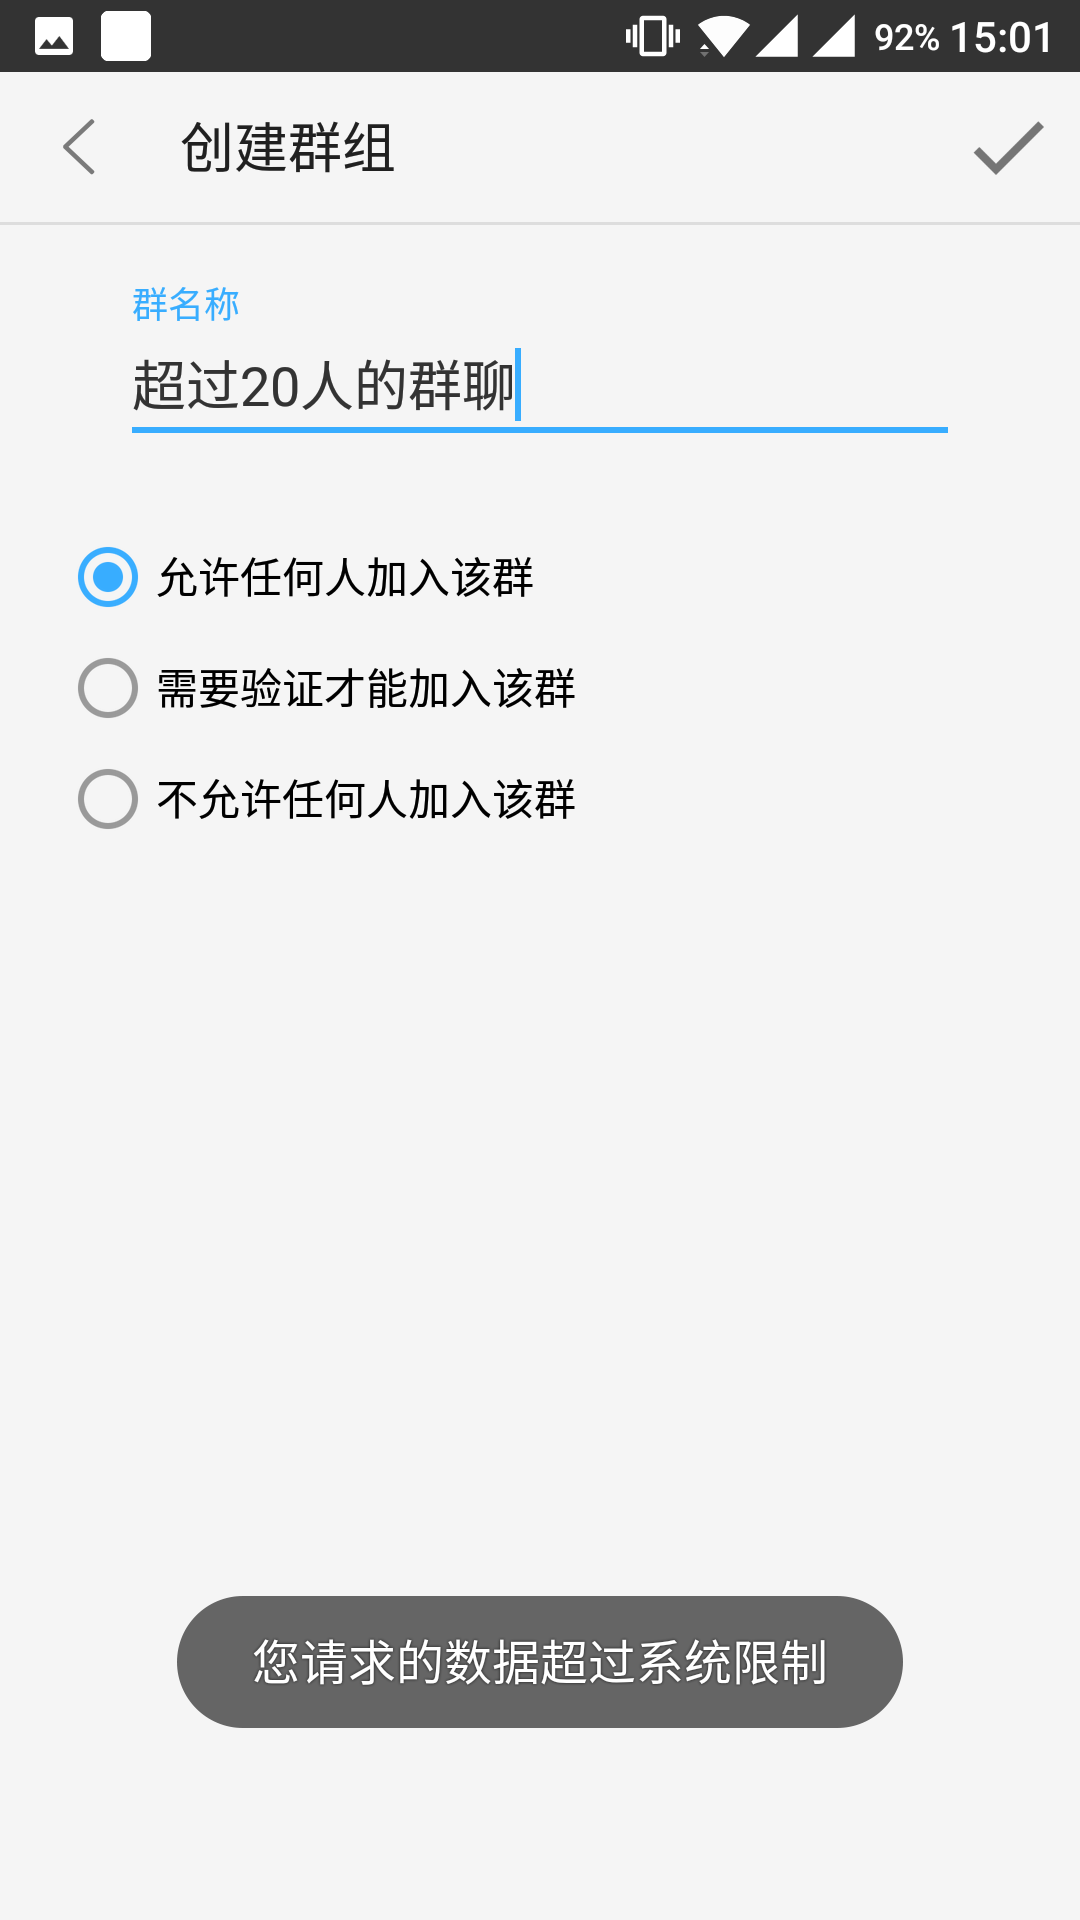 92% 15:01
创建群组
群名称
超过20人的群聊
允许任何人加入该群
需要验证才能加入该群
不允许任何人加入该群
您请求的数据超过系统限制